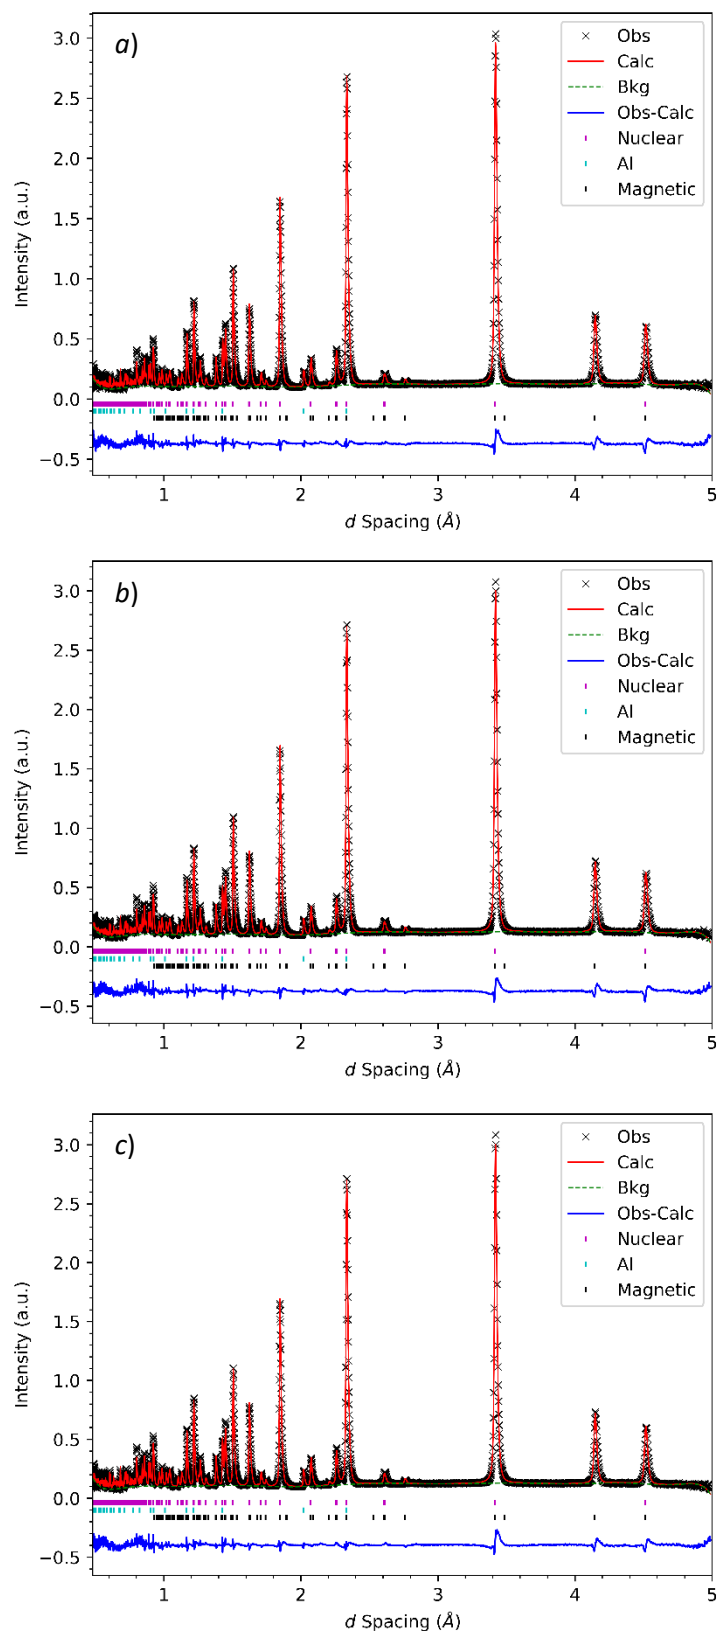 a)
3.0
2.5
2.0
1.5
1.0
0.5
0.0
−0.5
Intensity (a.u.)
Obs
Calc
Bkg
Obs-Calc
Nuclear
Al
Magnetic
1 2 3 4 5
d Spacing (Å)
b)
3.0
2.5
2.0
1.5
1.0
0.5
0.0
−0.5
Intensity (a.u.)
Obs
Calc
Bkg
Obs-Calc
Nuclear
Al
Magnetic
1 2 3 4 5
d Spacing (Å)
c)
3.0
2.5
2.0
1.5
1.0
0.5
0.0
−0.5
Intensity (a.u.)
Obs
Calc
Bkg
Obs-Calc
Nuclear
Al
Magnetic
1 2 3 4 5
d Spacing (Å)